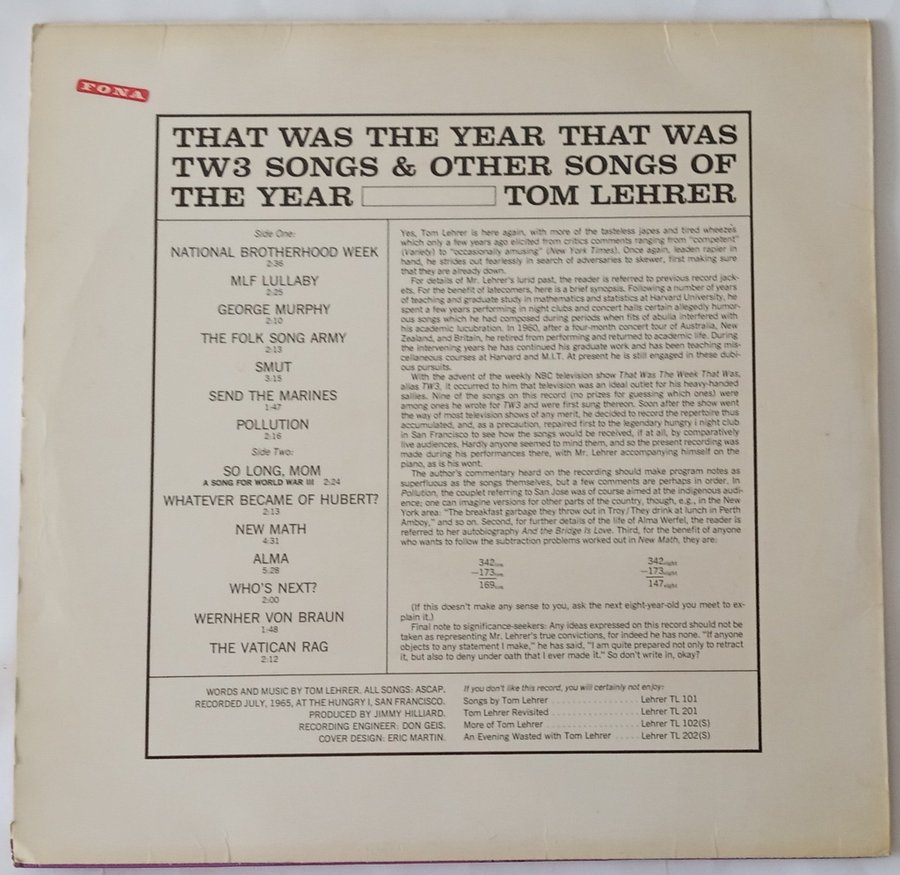 FONA
THAT WAS THE YEAR THAT WAS
TW3 SONGS & OTHER SONGS OF
THE YEAR TOM LEHRER
Side One:
NATIONAL BROTHERHOOD WEEK
2:36
MLF LULLABY
2:25
GEORGE MURPHY
2:10
THE FOLK SONG ARMY
2:13
SMUT
3:15
SEND THE MARINES
1:47
POLLUTION
2:16
Side Two:
SO LONG, MOM
A SONG FOR WORLD WAR III 2:24
WHATEVER BECAME OF HUBERT?
2:13
NEW MATH
4:31
ALMA
5:28
WHO'S NEXT?
2:00
WERNHER VON BRAUN
1:48
THE VATICAN RAG
2:12
Yes, Tom Lehrer is here again, with more of the tasteless japes and tired wheezes
which only a few years ago elicited from critics comments ranging from "competent"
(Variety) to "occasionally amusing" (New York Times). Once again, leaden rapier in
hand, he strides out fearlessly in search of adversaries to skewer, first making sure
that they are already down.
For details of Mr. Lehrer's lurid past, the reader is referred to previous record jack-
ets. For the benefit of latecomers, here is a brief synopsis. Following a number of years
of teaching and graduate study in mathematics and statistics at Harvard University, he
spent a few years performing in night clubs and concert halls certain allegedly humor-
ous songs which he had composed during periods when fits of abulia interfered with
his academic lucubration. In 1960, after a four-month concert tour of Australia, New
Zealand, and Britain, he retired from performing and returned to academic life. During
the intervening years he has continued his graduate work and has been teaching mis-
cellaneous courses at Harvard and M.I.T. At present he is still engaged in these dubi-
ous pursuits.
With the advent of the weekly NBC television show That Was The Week That Was,
alias TW3, it occurred to him that television was an ideal outlet for his heavy-handed
sallies. Nine of the songs on this record (no prizes for guessing which ones) were
among ones he wrote for TW3 and were first sung thereon. Soon after the show went
the way of most television shows of any merit, he decided to record the repertoire thus
accumulated, and, as a precaution, repaired first to the legendary hungry i night club
in San Francisco to see how the songs would be received, if at all, by comparatively
live audiences. Hardly anyone seemed to mind them, and so the present recording was
made during his performances there, with Mr. Lehrer accompanying himself on the
piano, as is his wont.
The author's commentary heard on the recording should make program notes as
superfluous as the songs themselves, but a few comments are perhaps in order. In
Pollution, the couplet referring to San Jose was of course aimed at the indigenous audi-
ence; one can imagine versions for other parts of the country, though, e.g., in the New
York area: "The breakfast garbage they throw out in Troy/They drink at lunch in Perth
Amboy," and so on. Second, for further details of the life of Alma Werfel, the reader is
referred to her autobiography And the Bridge Is Love. Third, for the benefit of anyone
who wants to follow the subtraction problems worked out in New Math, they are:
342ten 342eight
−173ten −173eight
169ten 147eight
(If this doesn't make any sense to you, ask the next eight-year-old you meet to ex-
plain it.)
Final note to significance-seekers: Any ideas expressed on this record should not be
taken as representing Mr. Lehrer's true convictions, for indeed he has none. "If anyone
objects to any statement I make," he has said, "I am quite prepared not only to retract
it, but also to deny under oath that I ever made it." So don't write in, okay?
WORDS AND MUSIC BY TOM LEHRER. ALL SONGS: ASCAP.
RECORDED JULY, 1965, AT THE HUNGRY I, SAN FRANCISCO.
PRODUCED BY JIMMY HILLIARD.
RECORDING ENGINEER: DON GEIS.
COVER DESIGN: ERIC MARTIN.
If you don't like this record, you will certainly not enjoy:
Songs by Tom Lehrer . . . . . . . . . . . . . . . . . Lehrer TL 101
Tom Lehrer Revisited . . . . . . . . . . . . . . . . . Lehrer TL 201
More of Tom Lehrer . . . . . . . . . . . . . . . . . . Lehrer TL 102(S)
An Evening Wasted with Tom Lehrer . . . . . Lehrer TL 202(S)